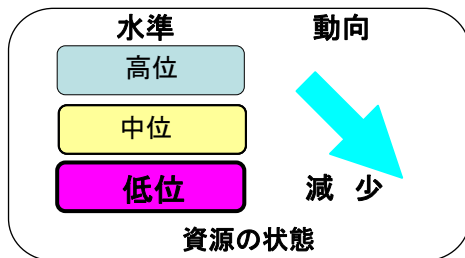 水準 動向
高位
中位
低位
減 少
資源の状態